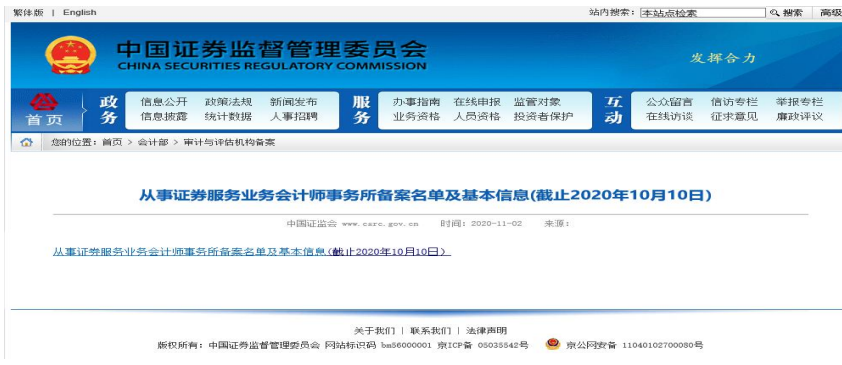 繁体版 | English 站内搜索: 本站点检索 搜索 高级
中国证券监督管理委员会
CHINA SECURITIES REGULATORY COMMISSION
发挥合力
首页
政务
信息公开 政策法规 新闻发布
信息披露 统计数据 人事招聘
服务
办事指南 在线申报 监管对象
业务资格 人员资格 投资者保护
互动
公众留言 信访专栏 举报专栏
在线访谈 征求意见 廉政评议
您的位置: 首页 > 会计部 > 审计与评估机构备案
从事证券服务业务会计师事务所备案名单及基本信息(截止2020年10月10日)
中国证监会 www.csrc.gov.cn 时间: 2020-11-02 来源:
从事证券服务业务会计师事务所备案名单及基本信息(截止2020年10月10日)
关于我们 | 联系我们 | 法律声明
版权所有: 中国证券监督管理委员会 网站标识码 bm56000001 京ICP备 05035542号 京公网安备 11040102700080号